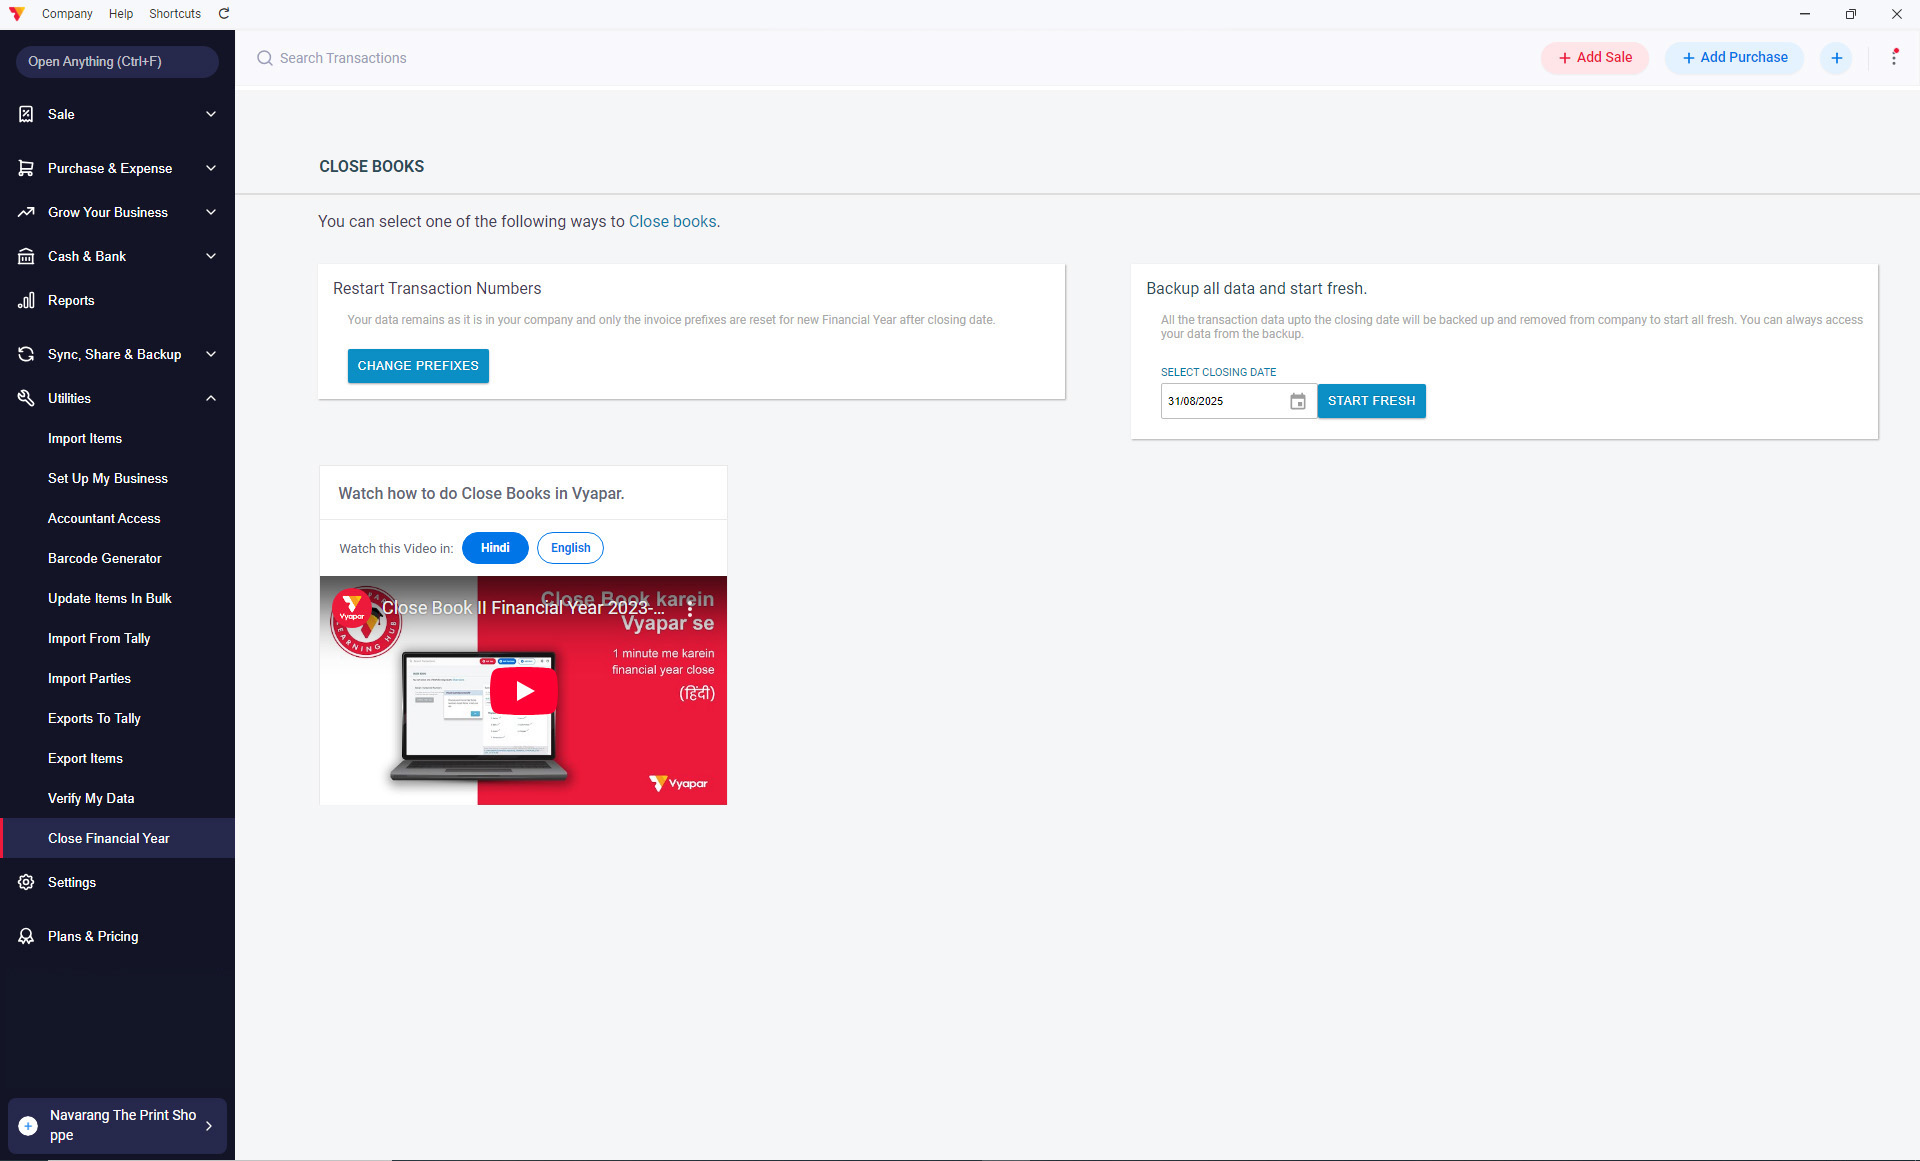 Company Help Shortcuts
Open Anything (Ctrl+F)
Search Transactions
Add Sale
Add Purchase
Sale
Purchase & Expense
Grow Your Business
Cash & Bank
Reports
Sync, Share & Backup
Utilities
Import Items
Set Up My Business
Accountant Access
Barcode Generator
Update Items In Bulk
Import From Tally
Import Parties
Exports To Tally
Export Items
Verify My Data
Close Financial Year
Settings
Plans & Pricing
Navarang The Print Sho
ppe
CLOSE BOOKS
You can select one of the following ways to Close books.
Restart Transaction Numbers
Your data remains as it is in your company and only the invoice prefixes are reset for new Financial Year after closing date.
CHANGE PREFIXES
Backup all data and start fresh.
All the transaction data upto the closing date will be backed up and removed from company to start all fresh. You can always access
your data from the backup.
SELECT CLOSING DATE
31/08/2025
START FRESH
Watch how to do Close Books in Vyapar.
Watch this Video in: Hindi English
Close Book II Financial Year 2023-...
Vyapar
LEARNING HUB
Close Book karein
Vyapar se
1 minute me karein
financial year close
(हिंदी)
Vyapar